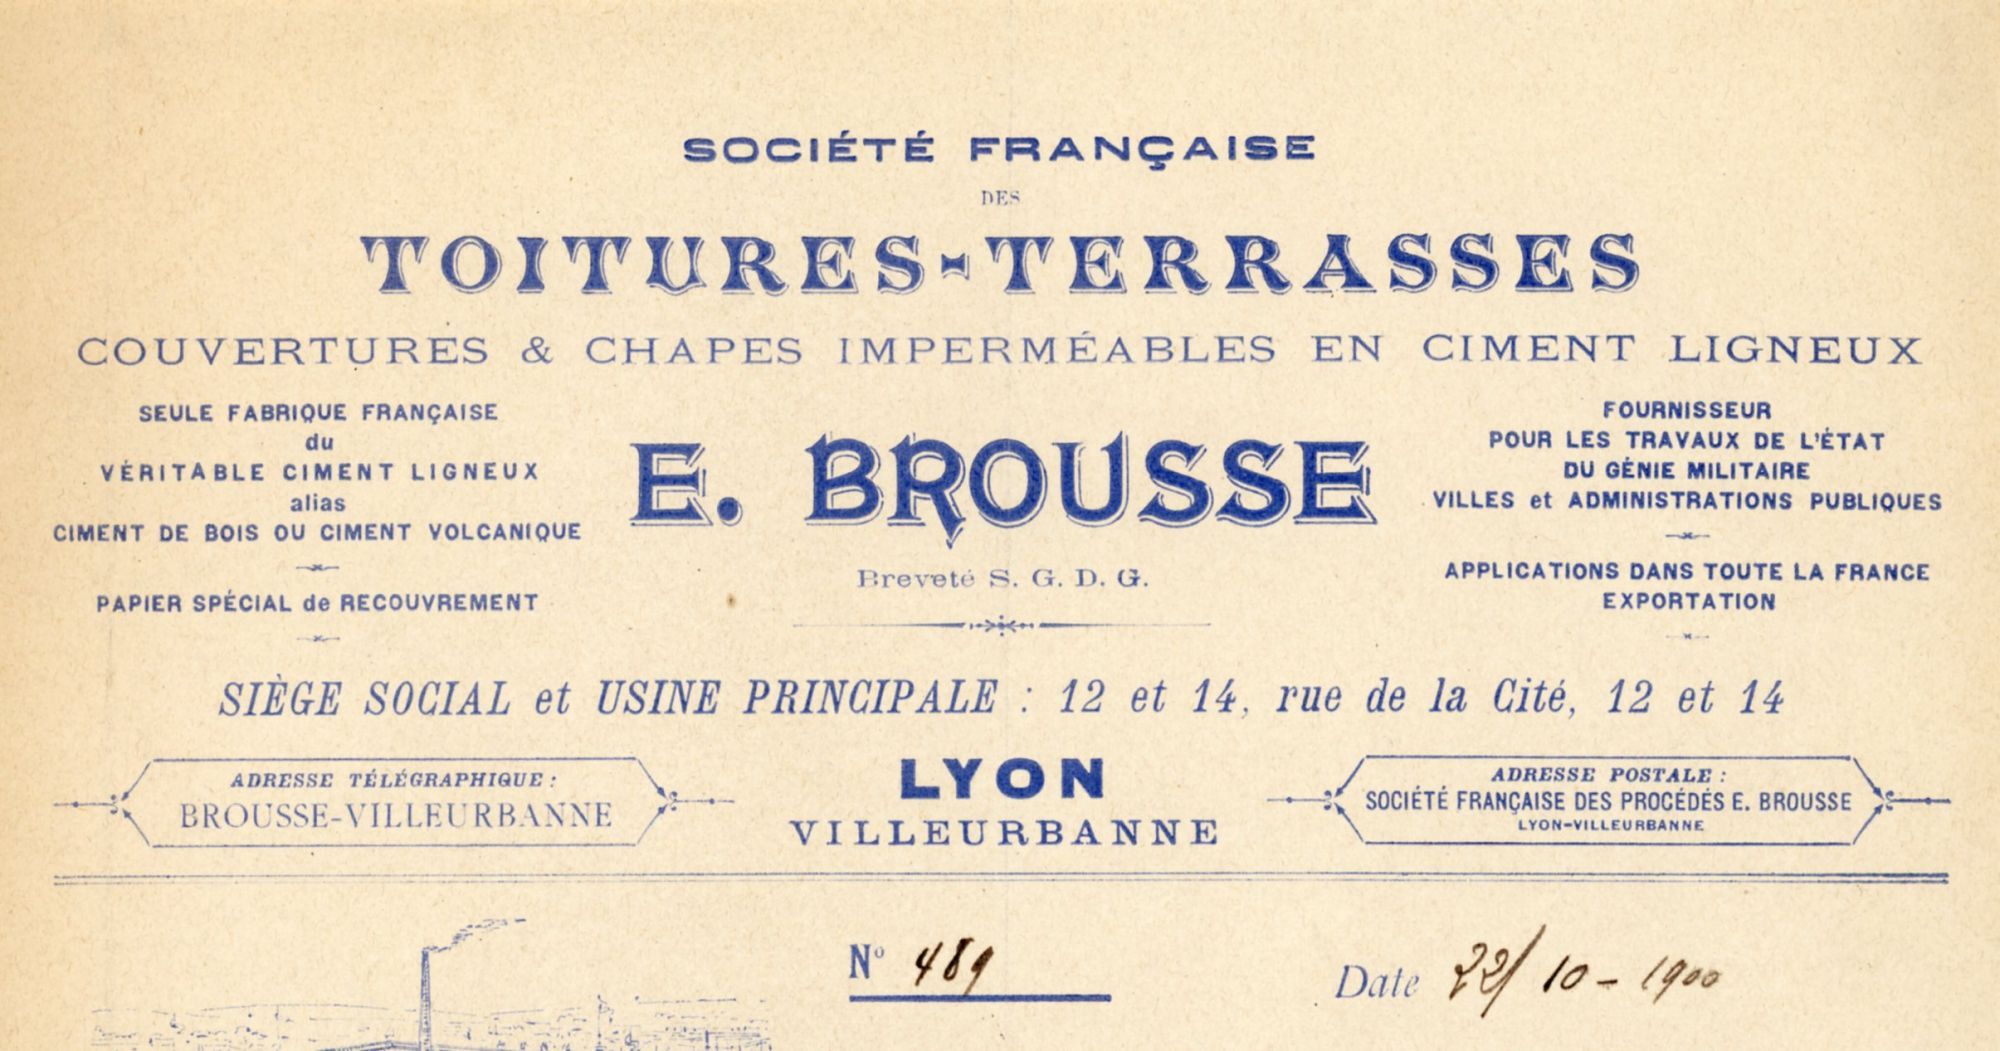 SOCIÉTÉ FRANÇAISE
DES
TOITURES-TERRASSES
COUVERTURES & CHAPES IMPERMÉABLES EN CIMENT LIGNEUX
SEULE FABRIQUE FRANÇAISE
du
VÉRITABLE CIMENT LIGNEUX
alias
CIMENT DE BOIS OU CIMENT VOLCANIQUE
PAPIER SPÉCIAL de RECOUVREMENT
E. BROUSSE
Breveté S. G. D. G.
FOURNISSEUR
POUR LES TRAVAUX DE L'ÉTAT
DU GÉNIE MILITAIRE
VILLES et ADMINISTRATIONS PUBLIQUES
APPLICATIONS DANS TOUTE LA FRANCE
EXPORTATION
SIÈGE SOCIAL et USINE PRINCIPALE : 12 et 14, rue de la Cité, 12 et 14
ADRESSE TÉLÉGRAPHIQUE :
BROUSSE-VILLEURBANNE
LYON
VILLEURBANNE
ADRESSE POSTALE :
SOCIÉTÉ FRANÇAISE DES PROCÉDÉS E. BROUSSE
LYON-VILLEURBANNE
N° 489
Date 22/10-1900